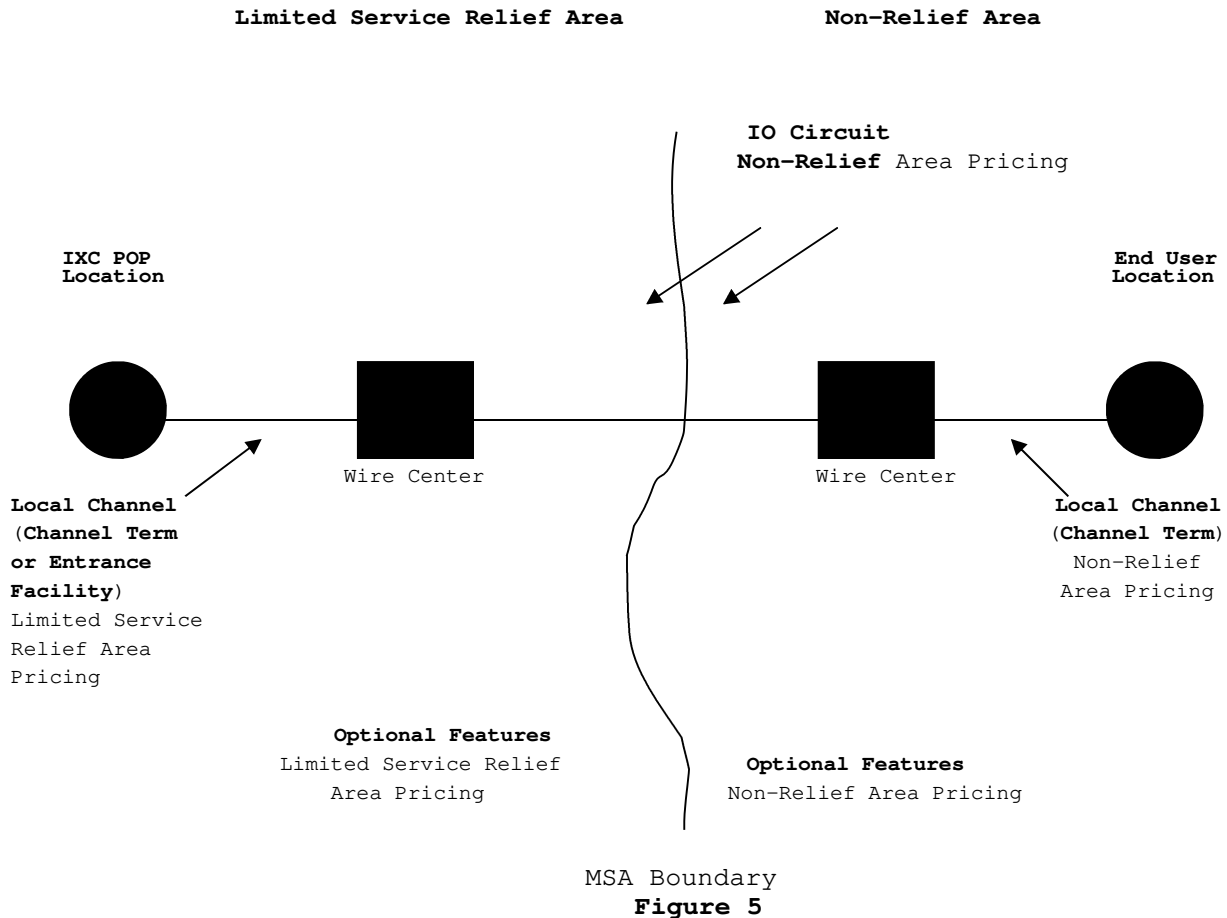 Limited Service Relief Area
Non-Relief Area
IO Circuit
Non-Relief Area Pricing
IXC POP
Location
End User
Location
Wire Center
Wire Center
Local Channel
(Channel Term
or Entrance
Facility)
Limited Service
Relief Area
Pricing
Local Channel
(Channel Term)
Non-Relief
Area Pricing
Optional Features
Limited Service Relief
Area Pricing
Optional Features
Non-Relief Area Pricing
MSA Boundary
Figure 5